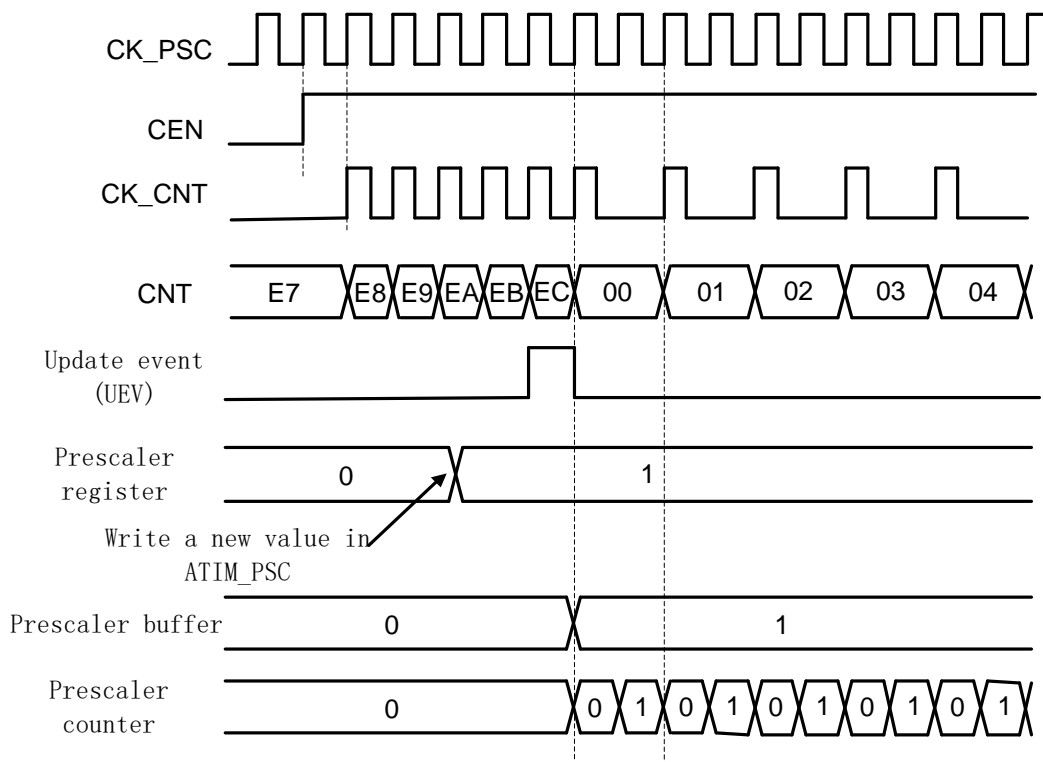 CK_PSC
CEN
CK_CNT
CNT E7 E8 E9 EA EB EC 00 01 02 03 04
Update event
(UEV)
Prescaler
register
0 1
Write a new value in
ATIM_PSC
Prescaler buffer 0 1
Prescaler
counter
0 0 1 0 1 0 1 0 1 0 1